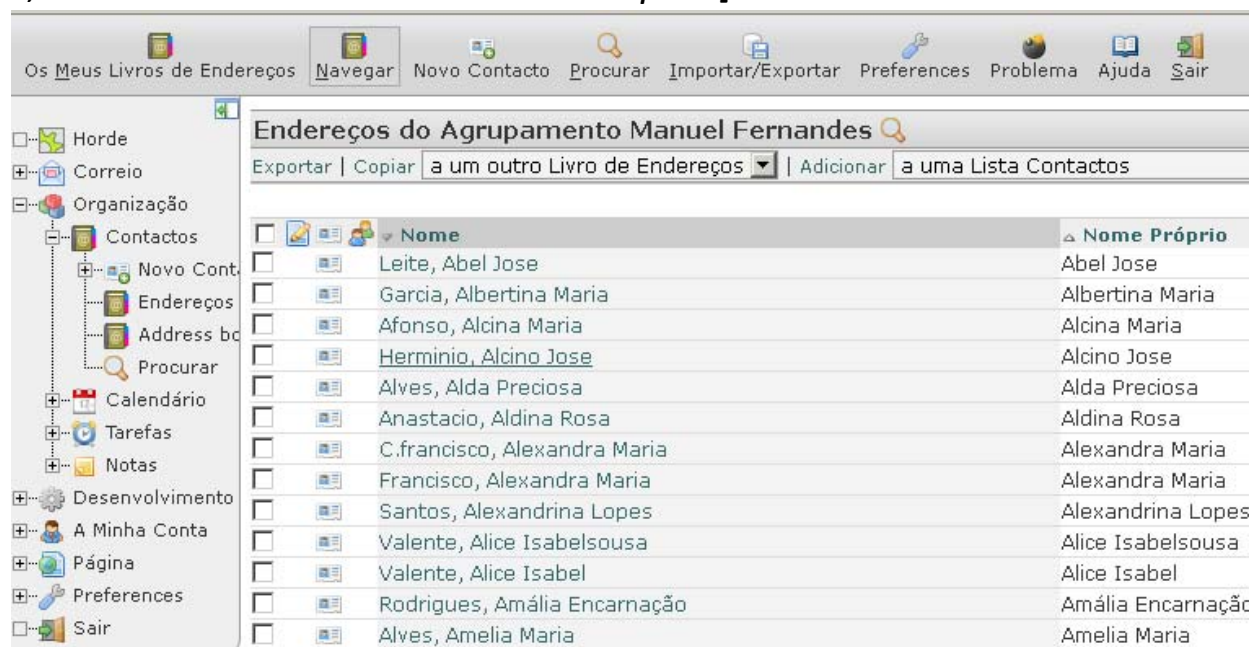 Os Meus Livros de Endereços Navegar Novo Contacto Procurar Importar/Exportar Preferences Problema Ajuda Sair
Horde
Correio
Organização
Contactos
Novo Cont
Endereços
Address bo
Procurar
Calendário
Tarefas
Notas
Desenvolvimento
A Minha Conta
Página
Preferences
Sair
Endereços do Agrupamento Manuel Fernandes
Exportar | Copiar a um outro Livro de Endereços | Adicionar a uma Lista Contactos
Nome Nome Próprio
Leite, Abel Jose Abel Jose
Garcia, Albertina Maria Albertina Maria
Afonso, Alcina Maria Alcina Maria
Herminio, Alcino Jose Alcino Jose
Alves, Alda Preciosa Alda Preciosa
Anastacio, Aldina Rosa Aldina Rosa
C.francisco, Alexandra Maria Alexandra Maria
Francisco, Alexandra Maria Alexandra Maria
Santos, Alexandrina Lopes Alexandrina Lopes
Valente, Alice Isabelsousa Alice Isabelsousa
Valente, Alice Isabel Alice Isabel
Rodrigues, Amália Encarnação Amália Encarnação
Alves, Amelia Maria Amelia Maria